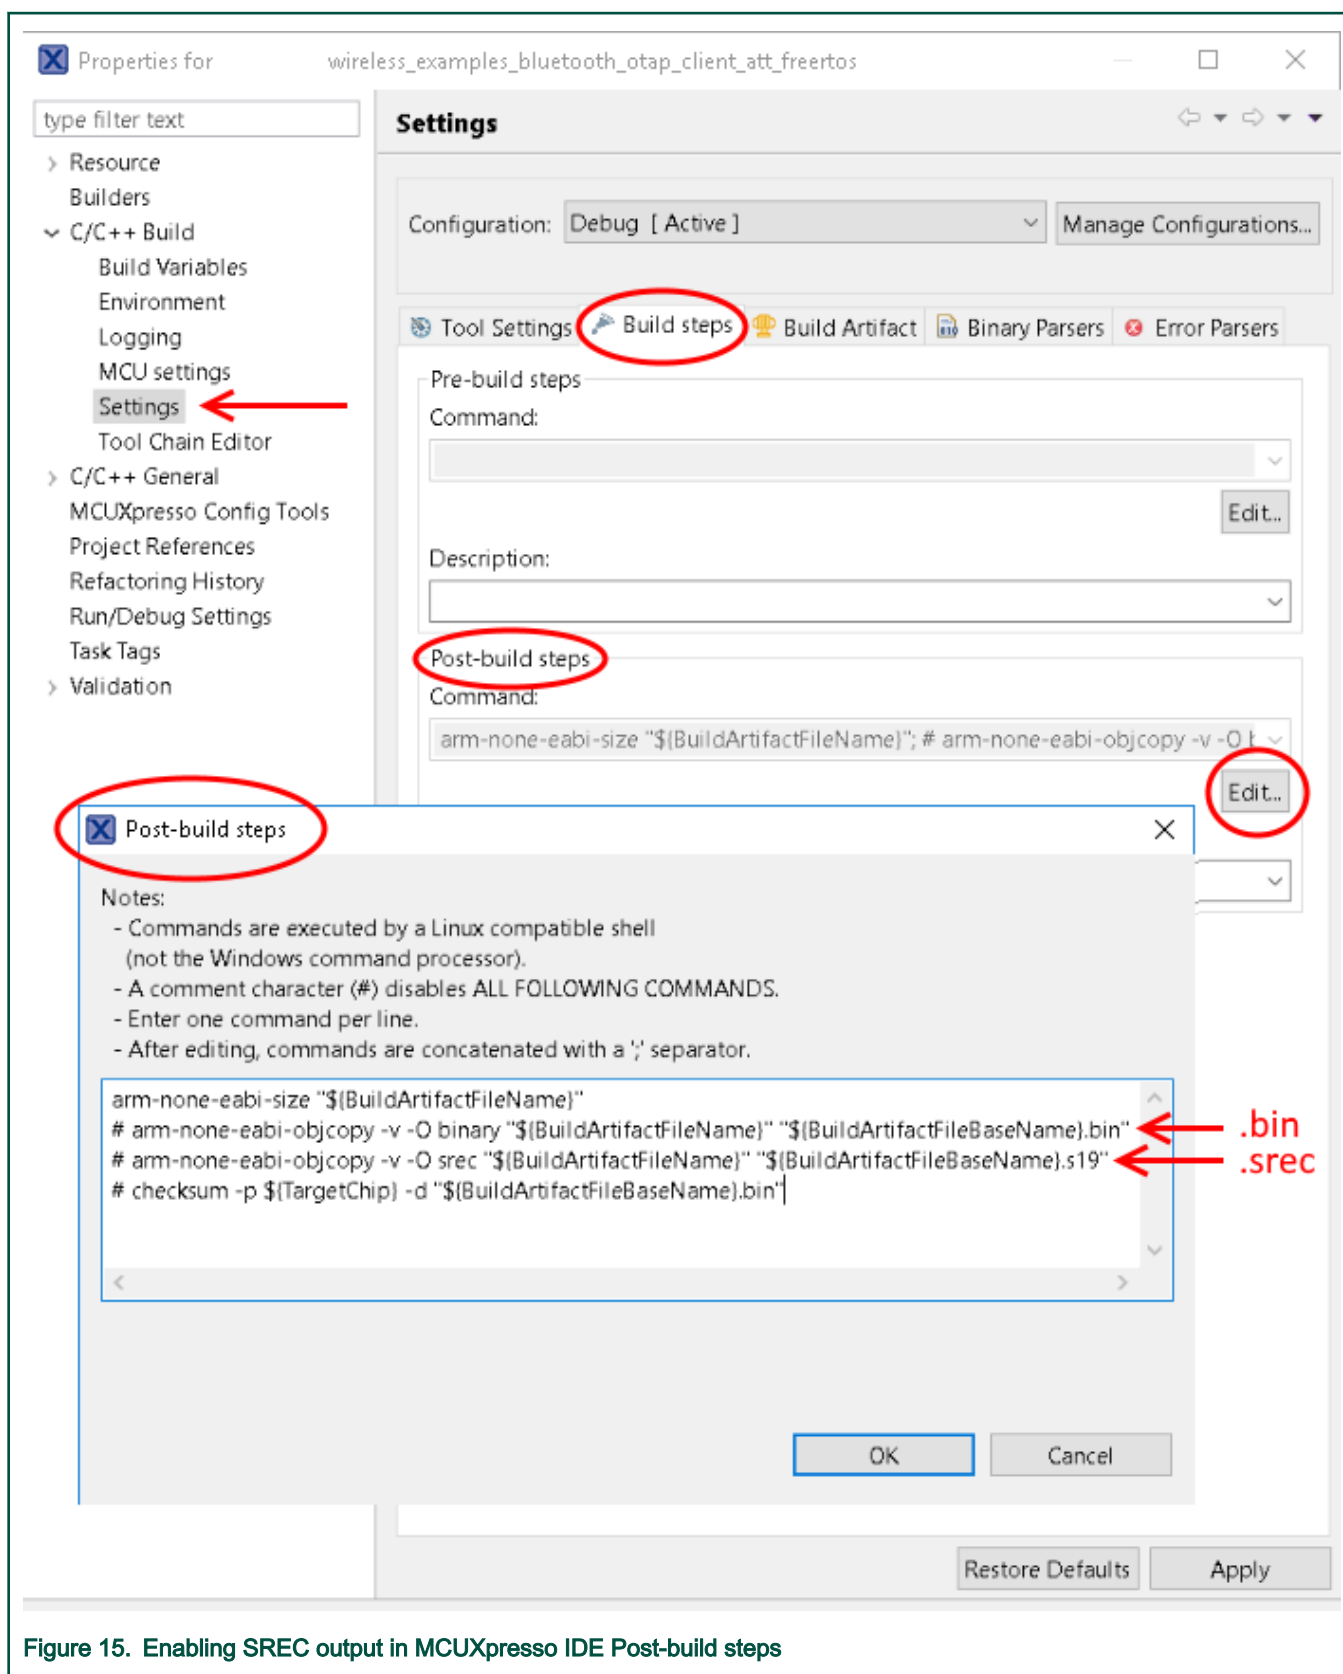 Properties for wireless_examples_bluetooth_otap_client_att_freertos
type filter text
Resource
Builders
C/C++ Build
Build Variables
Environment
Logging
MCU settings
Settings
Tool Chain Editor
C/C++ General
MCUXpresso Config Tools
Project References
Refactoring History
Run/Debug Settings
Task Tags
Validation
Settings
Configuration: Debug [ Active ] Manage Configurations...
Tool Settings Build steps Build Artifact Binary Parsers Error Parsers
Pre-build steps
Command:
Edit...
Description:
Post-build steps
Command:
arm-none-eabi-size "${BuildArtifactFileName}"; # arm-none-eabi-objcopy -v -O b
Edit...
Post-build steps
Notes:
- Commands are executed by a Linux compatible shell
(not the Windows command processor).
- A comment character (#) disables ALL FOLLOWING COMMANDS.
- Enter one command per line.
- After editing, commands are concatenated with a ';' separator.
arm-none-eabi-size "${BuildArtifactFileName}"
# arm-none-eabi-objcopy -v -O binary "${BuildArtifactFileName}" "${BuildArtifactFileBaseName}.bin"
.bin
# arm-none-eabi-objcopy -v -O srec "${BuildArtifactFileName}" "${BuildArtifactFileBaseName}.s19"
.srec
# checksum -p ${TargetChip} -d "${BuildArtifactFileBaseName}.bin"
OK Cancel
Restore Defaults Apply
Figure 15. Enabling SREC output in MCUXpresso IDE Post-build steps